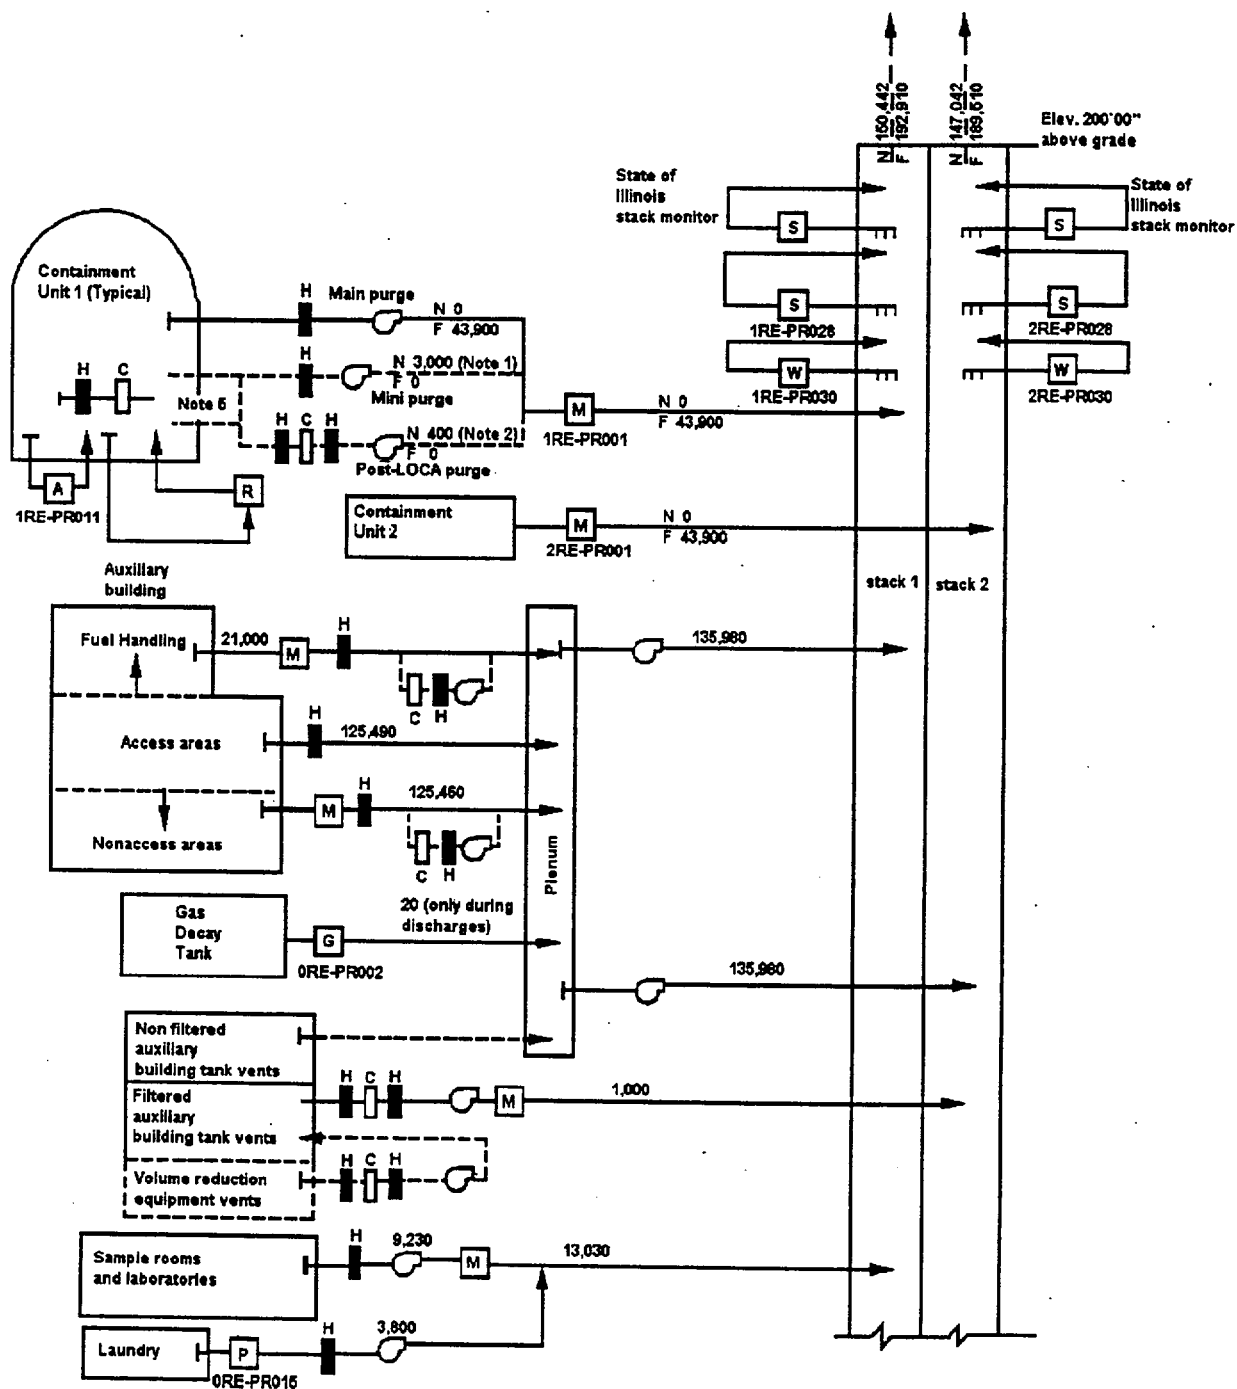 N 150,442
F 192,910
N 147,042
F 189,510
Elev. 200'00"
above grade
State of
Illinois
stack monitor
S
S
State of
Illinois
stack monitor
Containment
Unit 1 (Typical)
H
Main purge
N 0
F 43,900
S
1RE-PR028
S
2RE-PR028
H
N 3,000 (Note 1)
F 0
Mini purge
W
1RE-PR030
W
2RE-PR030
H
C
Note 5
M
1RE-PR001
N 0
F 43,900
H
C
H
N 400 (Note 2)
F 0
Post-LOCA purge
A
1RE-PR011
R
Containment
Unit 2
M
2RE-PR001
N 0
F 43,900
stack 1
stack 2
Auxiliary
building
Fuel Handling
21,000
M
H
C
H
135,980
Access areas
H
125,490
Nonaccess areas
M
H
125,460
C
H
Plenum
Gas
Decay
Tank
G
0RE-PR002
20 (only during
discharges)
135,980
Non filtered
auxiliary
building tank vents
Filtered
auxiliary
building tank vents
H
C
H
M
1,000
Volume reduction
equipment vents
H
C
H
Sample rooms
and laboratories
H
9,230
M
13,030
Laundry
P
0RE-PR015
H
3,800